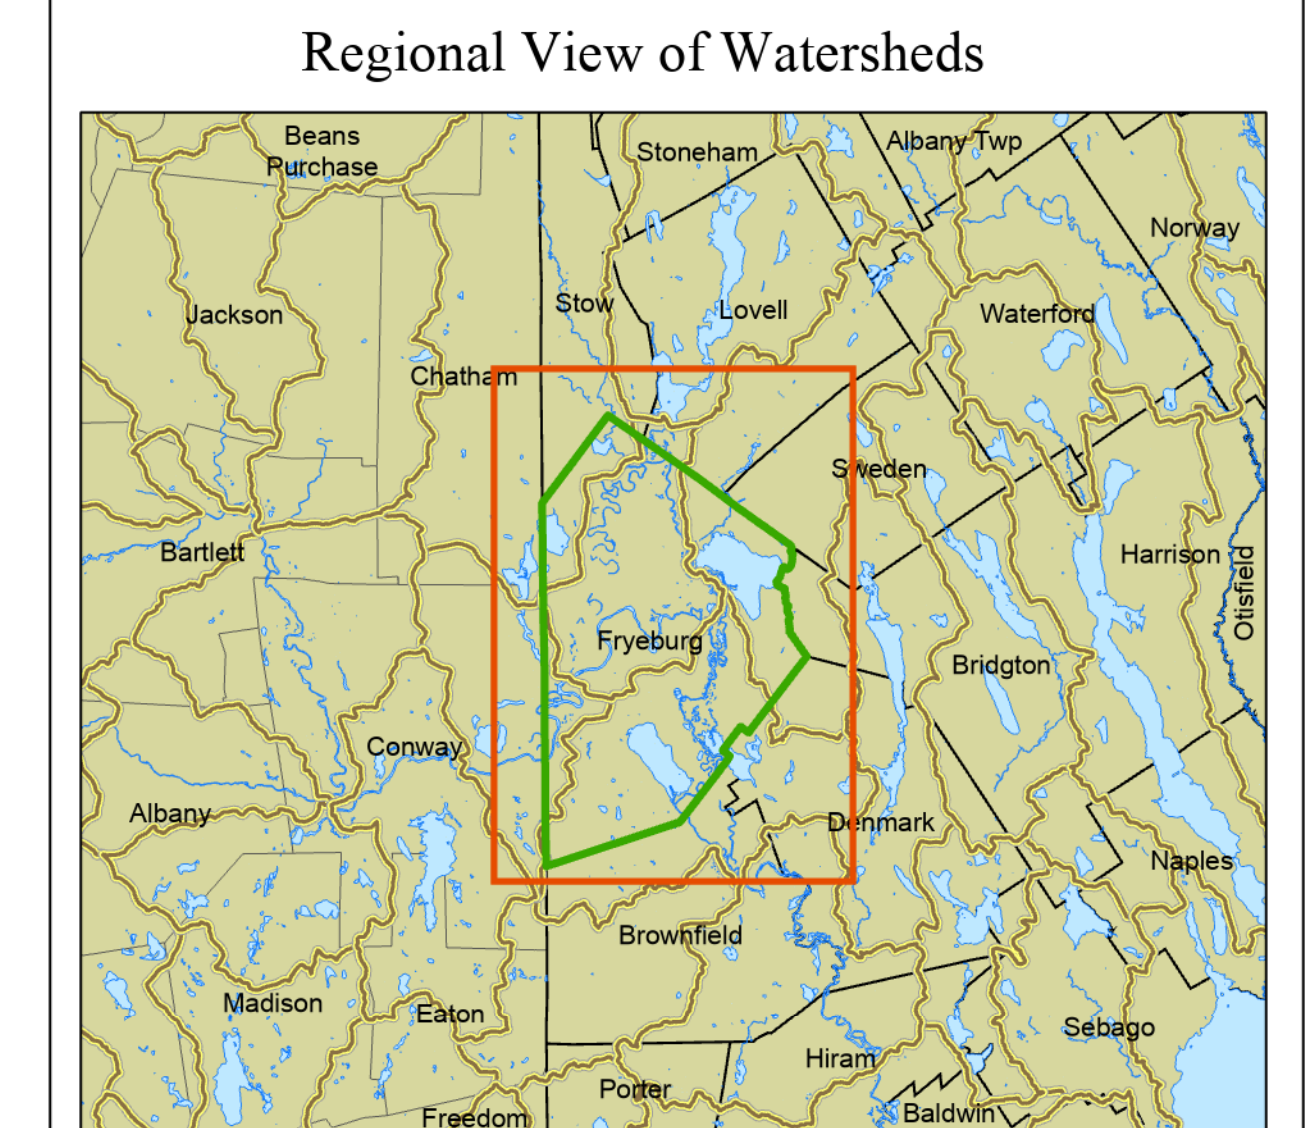 Regional View of Watersheds
Beans
Purchase
Stoneham
Albany Twp
Norway
Jackson
Stow
Lovell
Waterford
Chatham
Sweden
Bartlett
Harrison
Otisfield
Fryeburg
Bridgton
Conway
Albany
Denmark
Naples
Brownfield
Madison
Eaton
Sebago
Hiram
Porter
Freedom
Baldwin